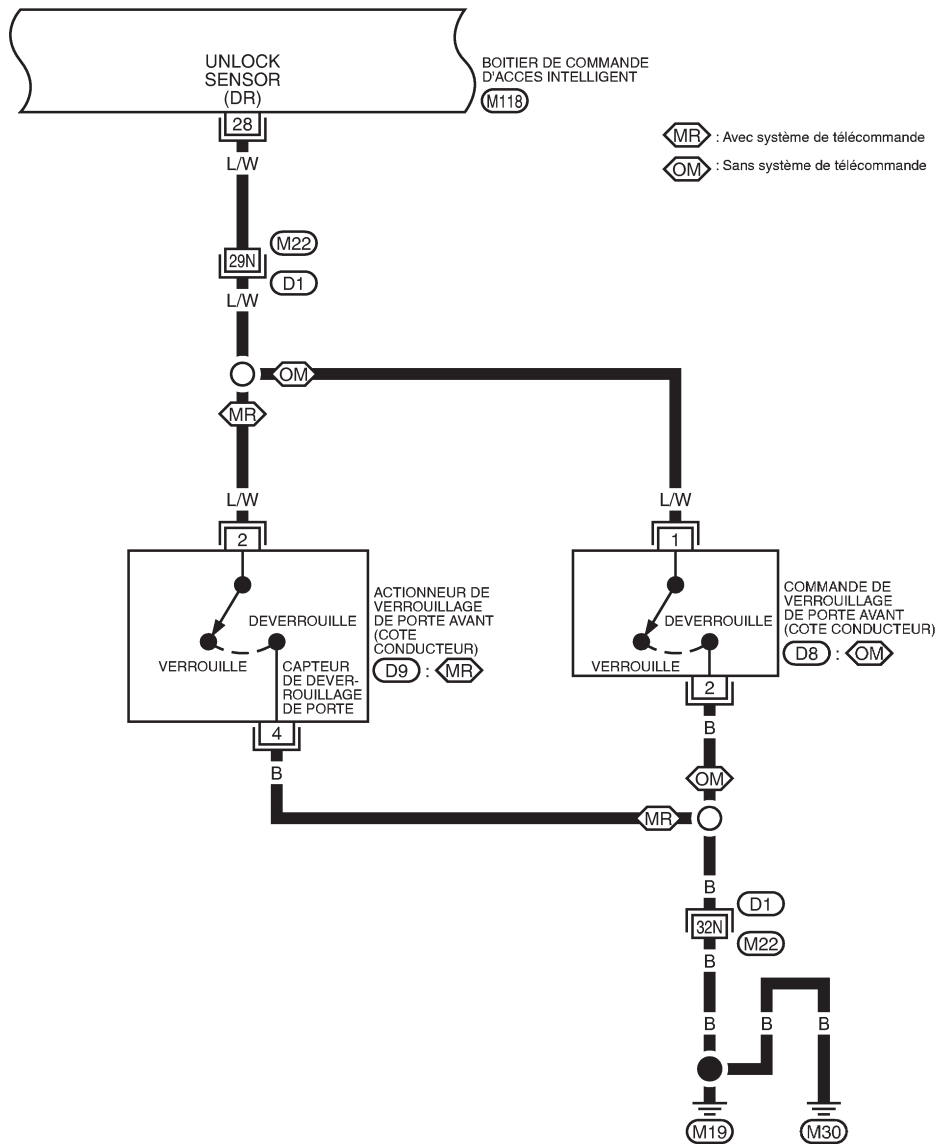 UNLOCK
SENSOR
(DR)
BOITIER DE COMMANDE
D'ACCES INTELLIGENT
M118
28
L/W
MR : Avec système de télécommande
OM : Sans système de télécommande
M22
29N
D1
L/W
OM
MR
L/W
L/W
2
1
DEVERROUILLE
VERROUILLE
CAPTEUR
DE DEVER-
ROUILLAGE
DE PORTE
ACTIONNEUR DE
VERROUILLAGE
DE PORTE AVANT
(COTE
CONDUCTEUR)
D9 : MR
DEVERROUILLE
VERROUILLE
COMMANDE DE
VERROUILLAGE
DE PORTE AVANT
(COTE CONDUCTEUR)
D8 : OM
4
2
B
B
OM
MR
B
D1
32N
M22
B
B
B
B
M19
M30